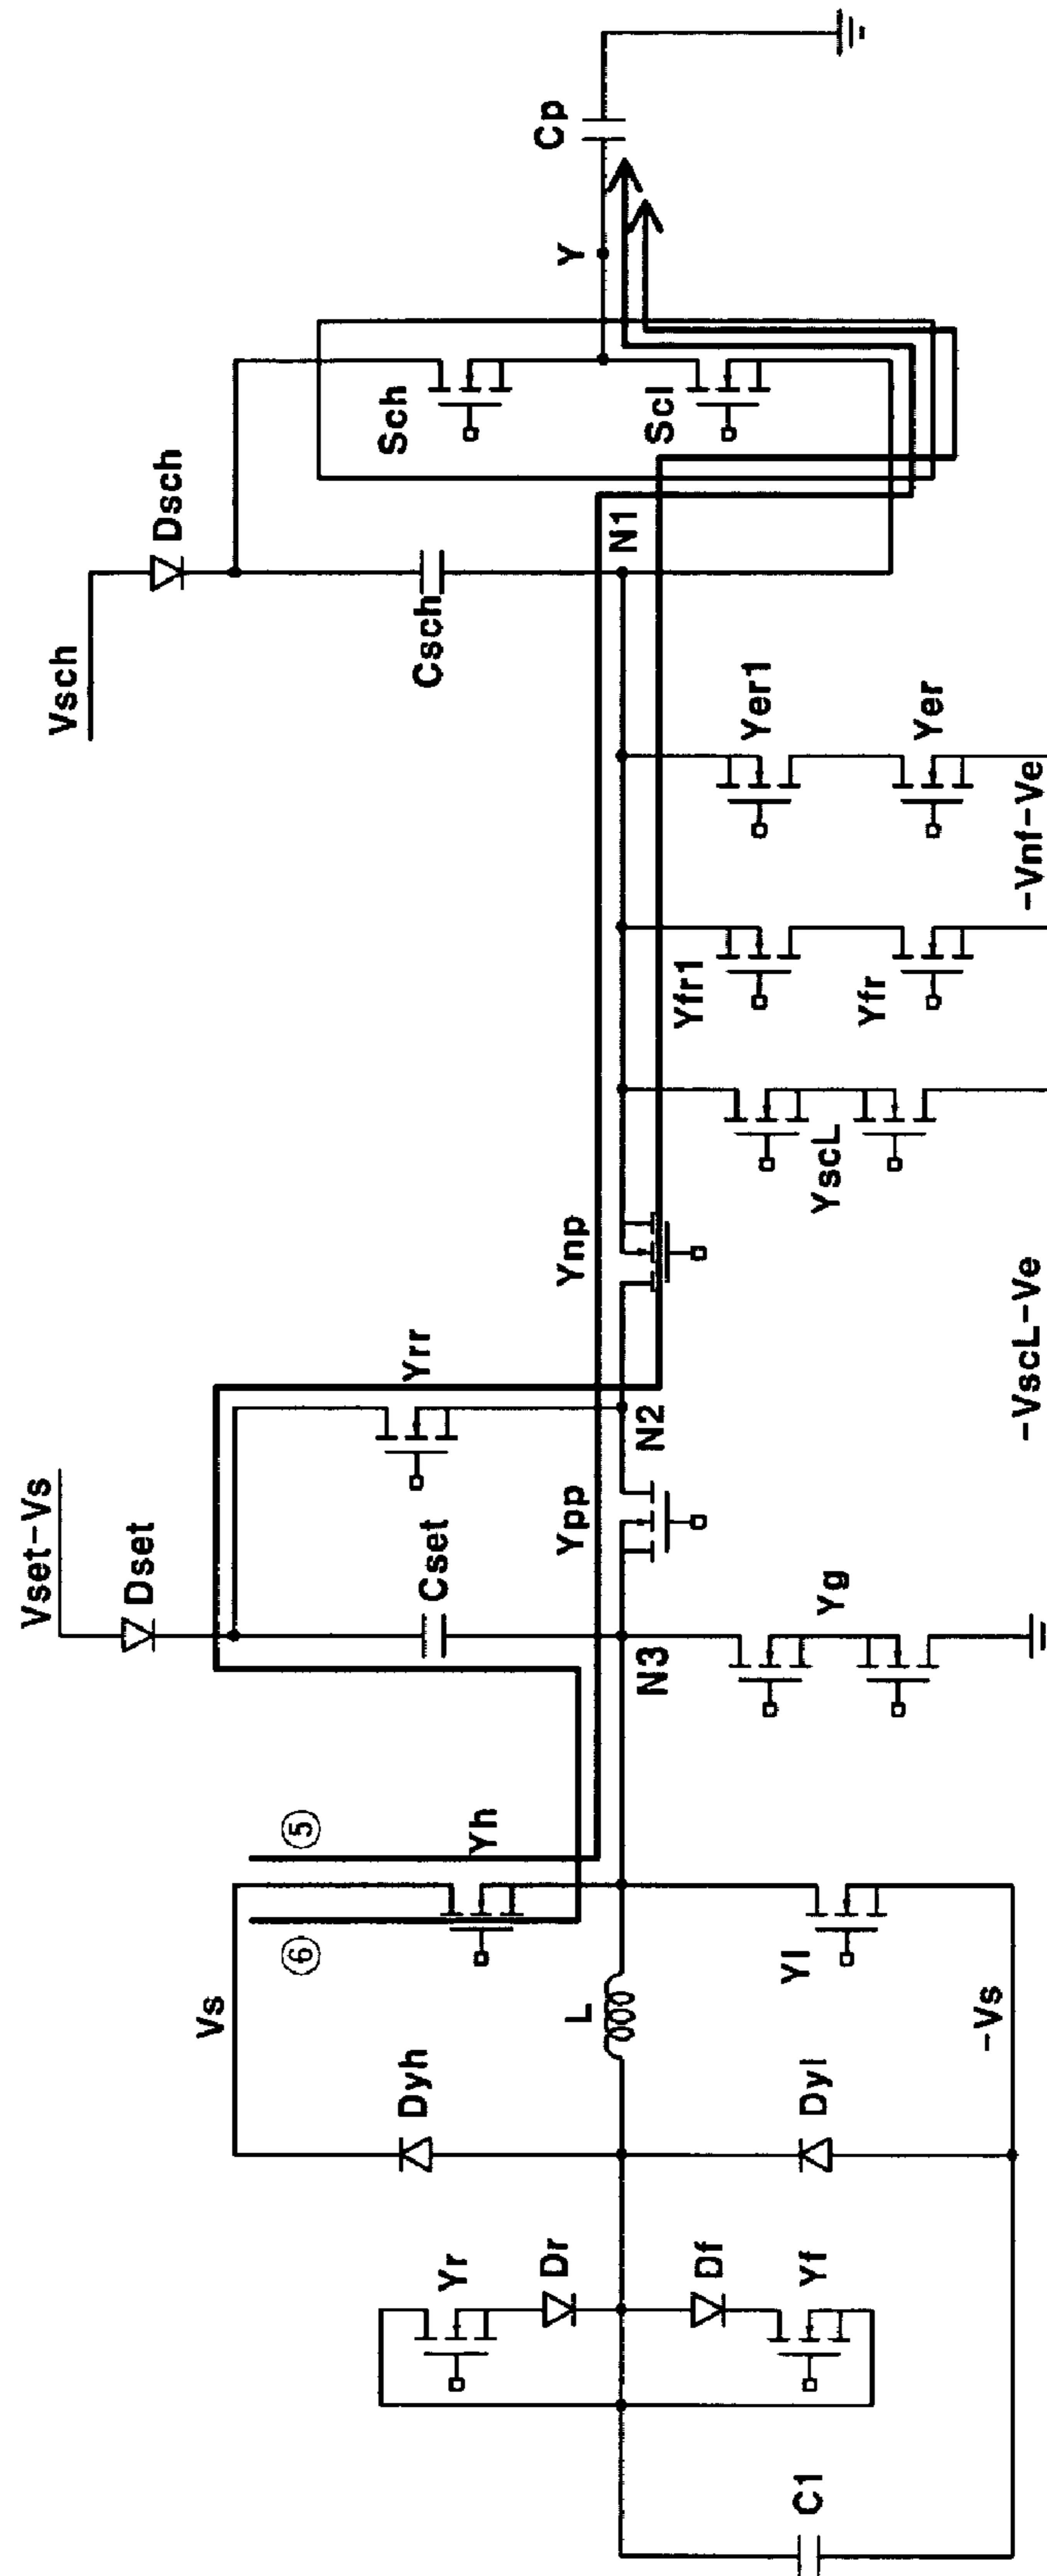 Vsch
Dsch
Csch
Sch
Scl
Y
Cp
N1
Vset-Vs
Dset
Cset
Yrr
Ynp
Ypp
N2
N3
Yg
YscL
Yfr1
Yfr
Yer1
Yer
-VscL-Ve
-Vnf-Ve
5
6
Vs
Yh
Yl
L
Dyh
Dyl
-Vs
Yr
Dr
Df
Yf
C1